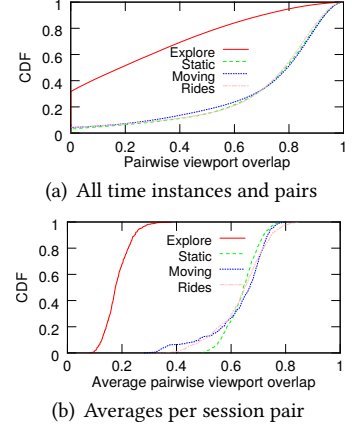 CDF
1
0.8
0.6
0.4
0.2
0
Explore
Static
Moving
Rides
0 0.2 0.4 0.6 0.8 1
Pairwise viewport overlap
(a) All time instances and pairs
CDF
1
0.8
0.6
0.4
0.2
0
Explore
Static
Moving
Rides
0 0.2 0.4 0.6 0.8 1
Average pairwise viewport overlap
(b) Averages per session pair